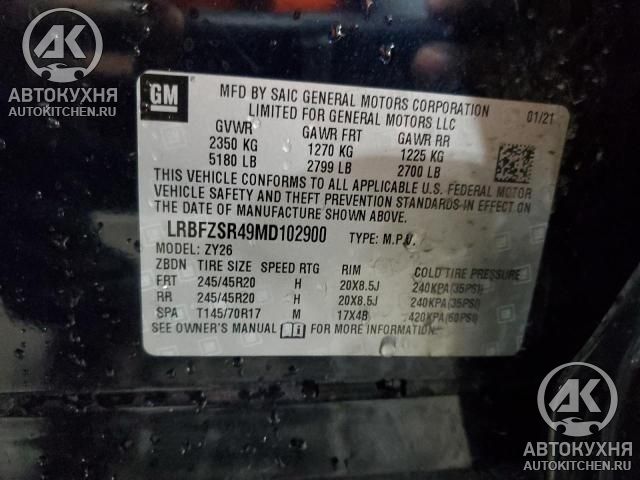 AK
АВТОКУХНЯ
AVTOKITCHEN.RU
GM
MFD BY SAIC GENERAL MOTORS CORPORATION
LIMITED FOR GENERAL MOTORS LLC
01/21
GVWR GAWR FRT GAWR RR
2350 KG 1270 KG 1225 KG
5180 LB 2799 LB 2700 LB
THIS VEHICLE CONFORMS TO ALL APPLICABLE U.S. FEDERAL MOTOR
VEHICLE SAFETY AND THEFT PREVENTION STANDARDS IN EFFECT ON THE
DATE OF MANUFACTURE SHOWN ABOVE.
LRBFZSR49MD102900 TYPE: M.P.V.
MODEL: ZY26
ZBDN TIRE SIZE SPEED RTG RIM COLD TIRE PRESSURE
FRT 245/45R20 H 20X8.5J 240KPA(35PSI)
RR 245/45R20 H 20X8.5J 240KPA(35PSI)
SPA T145/70R17 M 17X4B 420KPA(60PSI)
SEE OWNER'S MANUAL FOR MORE INFORMATION.
AK
АВТОКУХНЯ
AVTOKITCHEN.RU